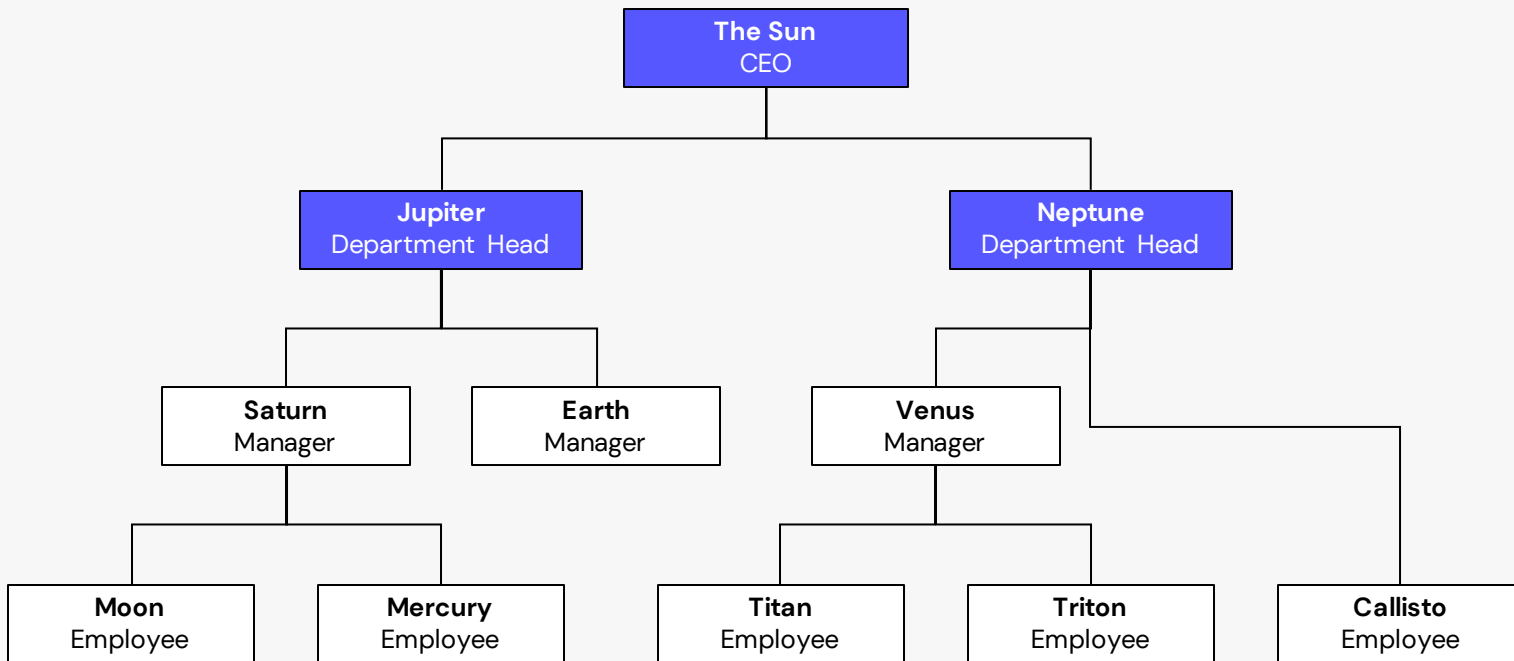 The Sun
CEO
Jupiter
Department Head
Neptune
Department Head
Saturn
Manager
Earth
Manager
Venus
Manager
Moon
Employee
Mercury
Employee
Titan
Employee
Triton
Employee
Callisto
Employee